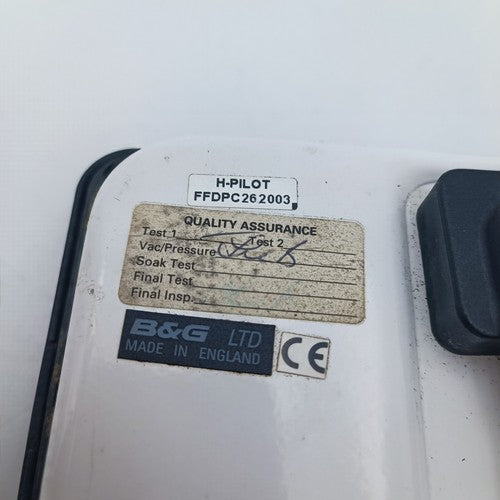 H-PILOT
FFDPC262003
QUALITY ASSURANCE
Test 1 Test 2
Vac/Pressure
Soak Test
Final Test
Final Insp.
B&G LTD
MADE IN ENGLAND
CE